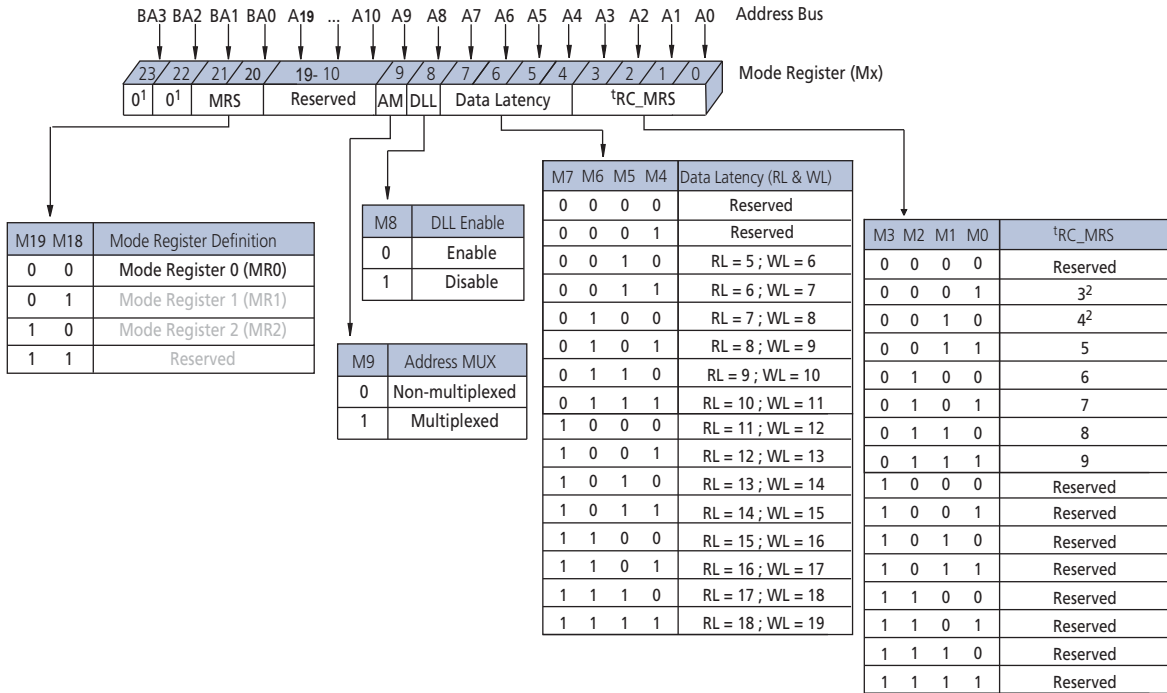 BA3 BA2 BA1 BA0 A19 ... A10 A9 A8 A7 A6 A5 A4 A3 A2 A1 A0 Address Bus
23 22 21 20 19-10 9 8 7 6 5 4 3 2 1 0 Mode Register (Mx)
0¹ 0¹ MRS Reserved AM DLL Data Latency ᵗRC_MRS
M19 M18 Mode Register Definition
0 0 Mode Register 0 (MR0)
0 1 Mode Register 1 (MR1)
1 0 Mode Register 2 (MR2)
1 1 Reserved
M8 DLL Enable
0 Enable
1 Disable
M9 Address MUX
0 Non-multiplexed
1 Multiplexed
M7 M6 M5 M4 Data Latency (RL & WL)
0 0 0 0 Reserved
0 0 0 1 Reserved
0 0 1 0 RL = 5 ; WL = 6
0 0 1 1 RL = 6 ; WL = 7
0 1 0 0 RL = 7 ; WL = 8
0 1 0 1 RL = 8 ; WL = 9
0 1 1 0 RL = 9 ; WL = 10
0 1 1 1 RL = 10 ; WL = 11
1 0 0 0 RL = 11 ; WL = 12
1 0 0 1 RL = 12 ; WL = 13
1 0 1 0 RL = 13 ; WL = 14
1 0 1 1 RL = 14 ; WL = 15
1 1 0 0 RL = 15 ; WL = 16
1 1 0 1 RL = 16 ; WL = 17
1 1 1 0 RL = 17 ; WL = 18
1 1 1 1 RL = 18 ; WL = 19
M3 M2 M1 M0 ᵗRC_MRS
0 0 0 0 Reserved
0 0 0 1 3²
0 0 1 0 4²
0 0 1 1 5
0 1 0 0 6
0 1 0 1 7
0 1 1 0 8
0 1 1 1 9
1 0 0 0 Reserved
1 0 0 1 Reserved
1 0 1 0 Reserved
1 0 1 1 Reserved
1 1 0 0 Reserved
1 1 0 1 Reserved
1 1 1 0 Reserved
1 1 1 1 Reserved